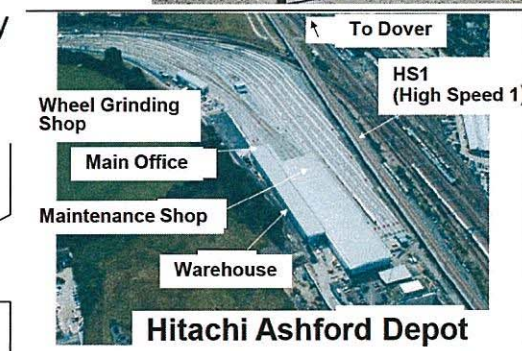 To Dover
HS1
(High Speed 1)
Wheel Grinding
Shop
Main Office
Maintenance Shop
Warehouse
Hitachi Ashford Depot